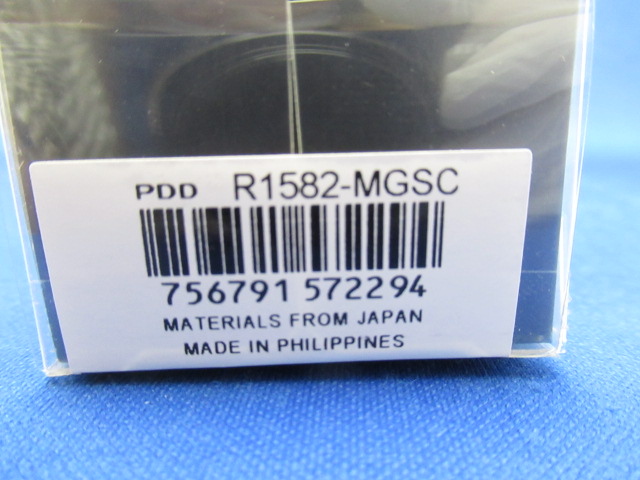 PDD R1582-MGSC
756791 572294
MATERIALS FROM JAPAN
MADE IN PHILIPPINES